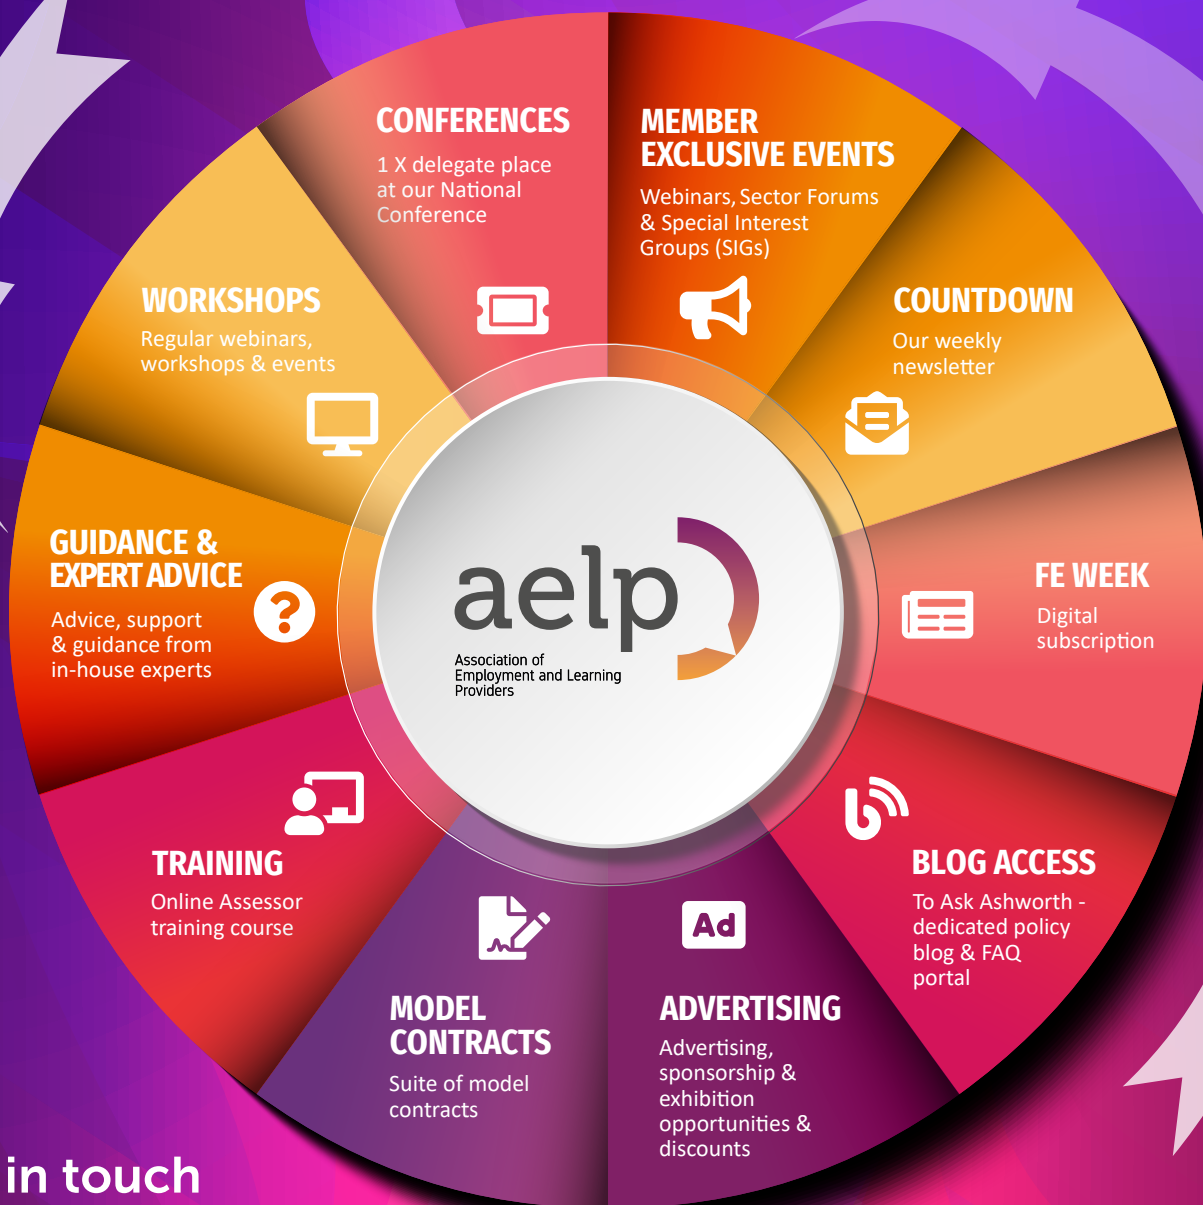 CONFERENCES
1 X delegate place
at our National
Conference
MEMBER
EXCLUSIVE EVENTS
Webinars, Sector Forums
& Special Interest
Groups (SIGs)
COUNTDOWN
Our weekly
newsletter
FE WEEK
Digital
subscription
BLOG ACCESS
To Ask Ashworth -
dedicated policy
blog & FAQ
portal
Ad
ADVERTISING
Advertising,
sponsorship &
exhibition
opportunities &
discounts
MODEL
CONTRACTS
Suite of model
contracts
TRAINING
Online Assessor
training course
GUIDANCE &
EXPERT ADVICE
?
Advice, support
& guidance from
in-house experts
WORKSHOPS
Regular webinars,
workshops & events
aelp
Association of
Employment and Learning
Providers
in touch